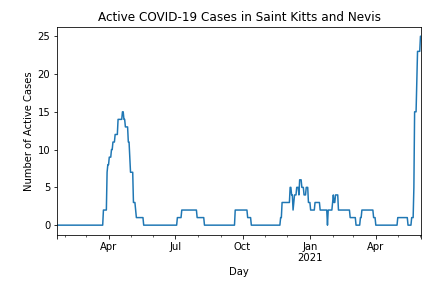 Active COVID-19 Cases in Saint Kitts and Nevis
25
20
15
10
5
0
Number of Active Cases
Apr Jul Oct Jan Apr
2021
Day